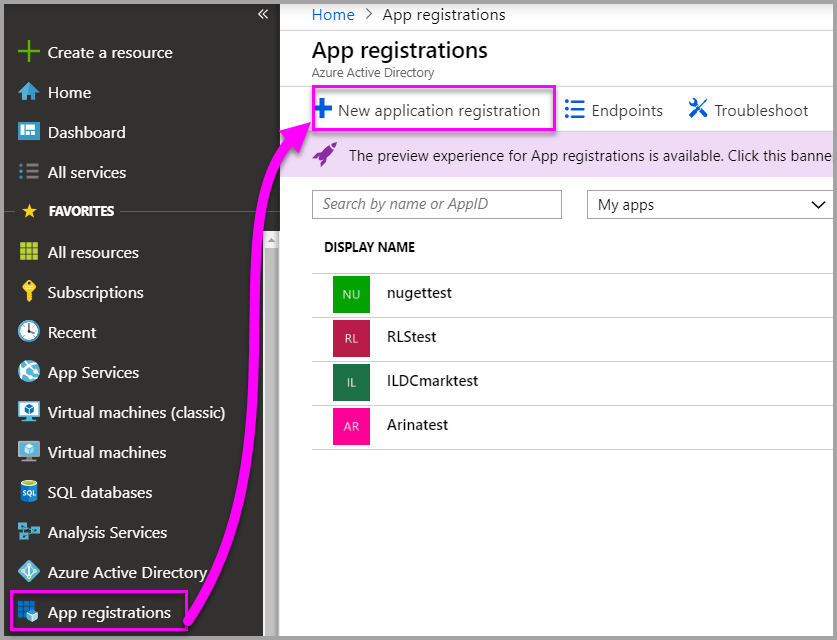 «
Create a resource
Home
Dashboard
All services
FAVORITES
All resources
Subscriptions
Recent
App Services
Virtual machines (classic)
Virtual machines
SQL
SQL databases
Analysis Services
Azure Active Directory
App registrations
Home > App registrations
App registrations
Azure Active Directory
New application registration Endpoints Troubleshoot
The preview experience for App registrations is available. Click this banne
Search by name or AppID My apps
DISPLAY NAME
NU nugettest
RL RLStest
IL ILDCmarktest
AR Arinatest